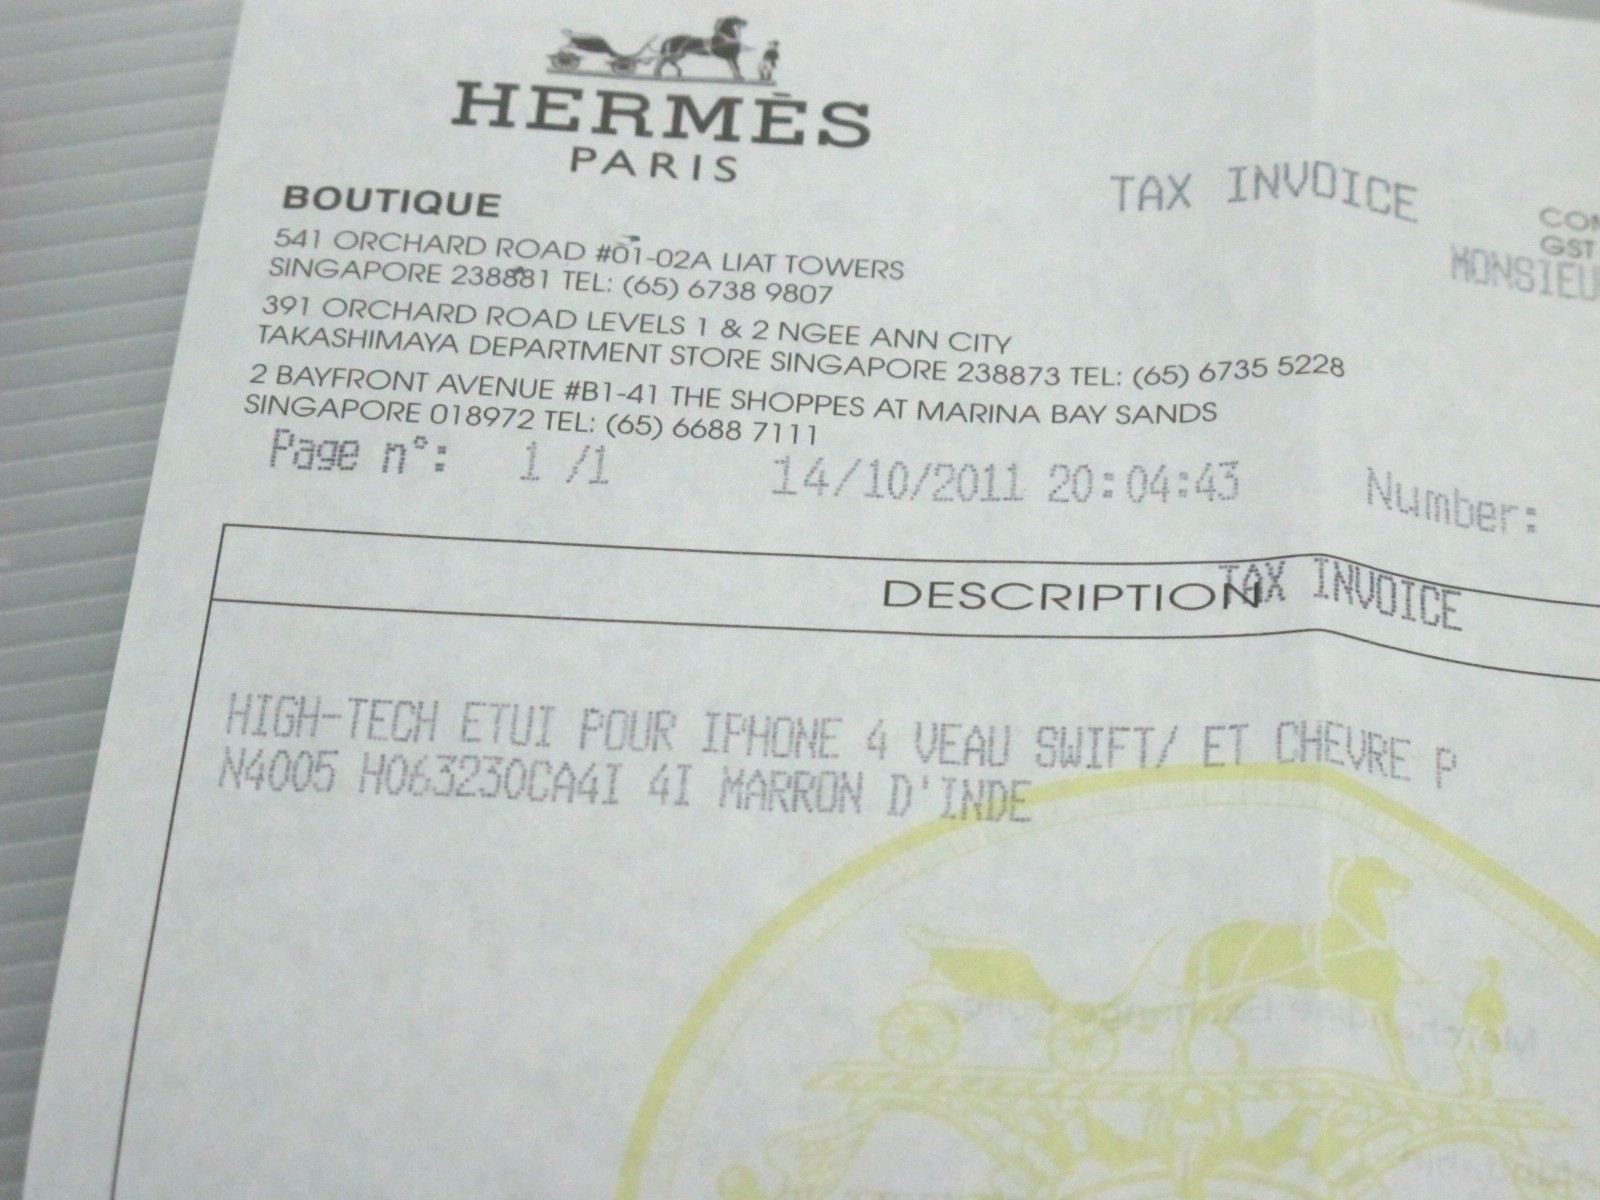 HERMÈS
PARIS
TAX INVOICE
BOUTIQUE
541 ORCHARD ROAD #01-02A LIAT TOWERS
SINGAPORE 238881 TEL: (65) 6738 9807
391 ORCHARD ROAD LEVELS 1 & 2 NGEE ANN CITY
TAKASHIMAYA DEPARTMENT STORE SINGAPORE 238873 TEL: (65) 6735 5228
2 BAYFRONT AVENUE #B1-41 THE SHOPPES AT MARINA BAY SANDS
SINGAPORE 018972 TEL: (65) 6688 7111
GST
MONSIEU
Page n°: 1 /1 14/10/2011 20:04:43 Number:
DESCRIPTION
TAX INVOICE
HIGH-TECH ETUI POUR IPHONE 4 VEAU SWIFT/ ET CHEVRE P
N4005 H063230CA4I 4I MARRON D'INDE